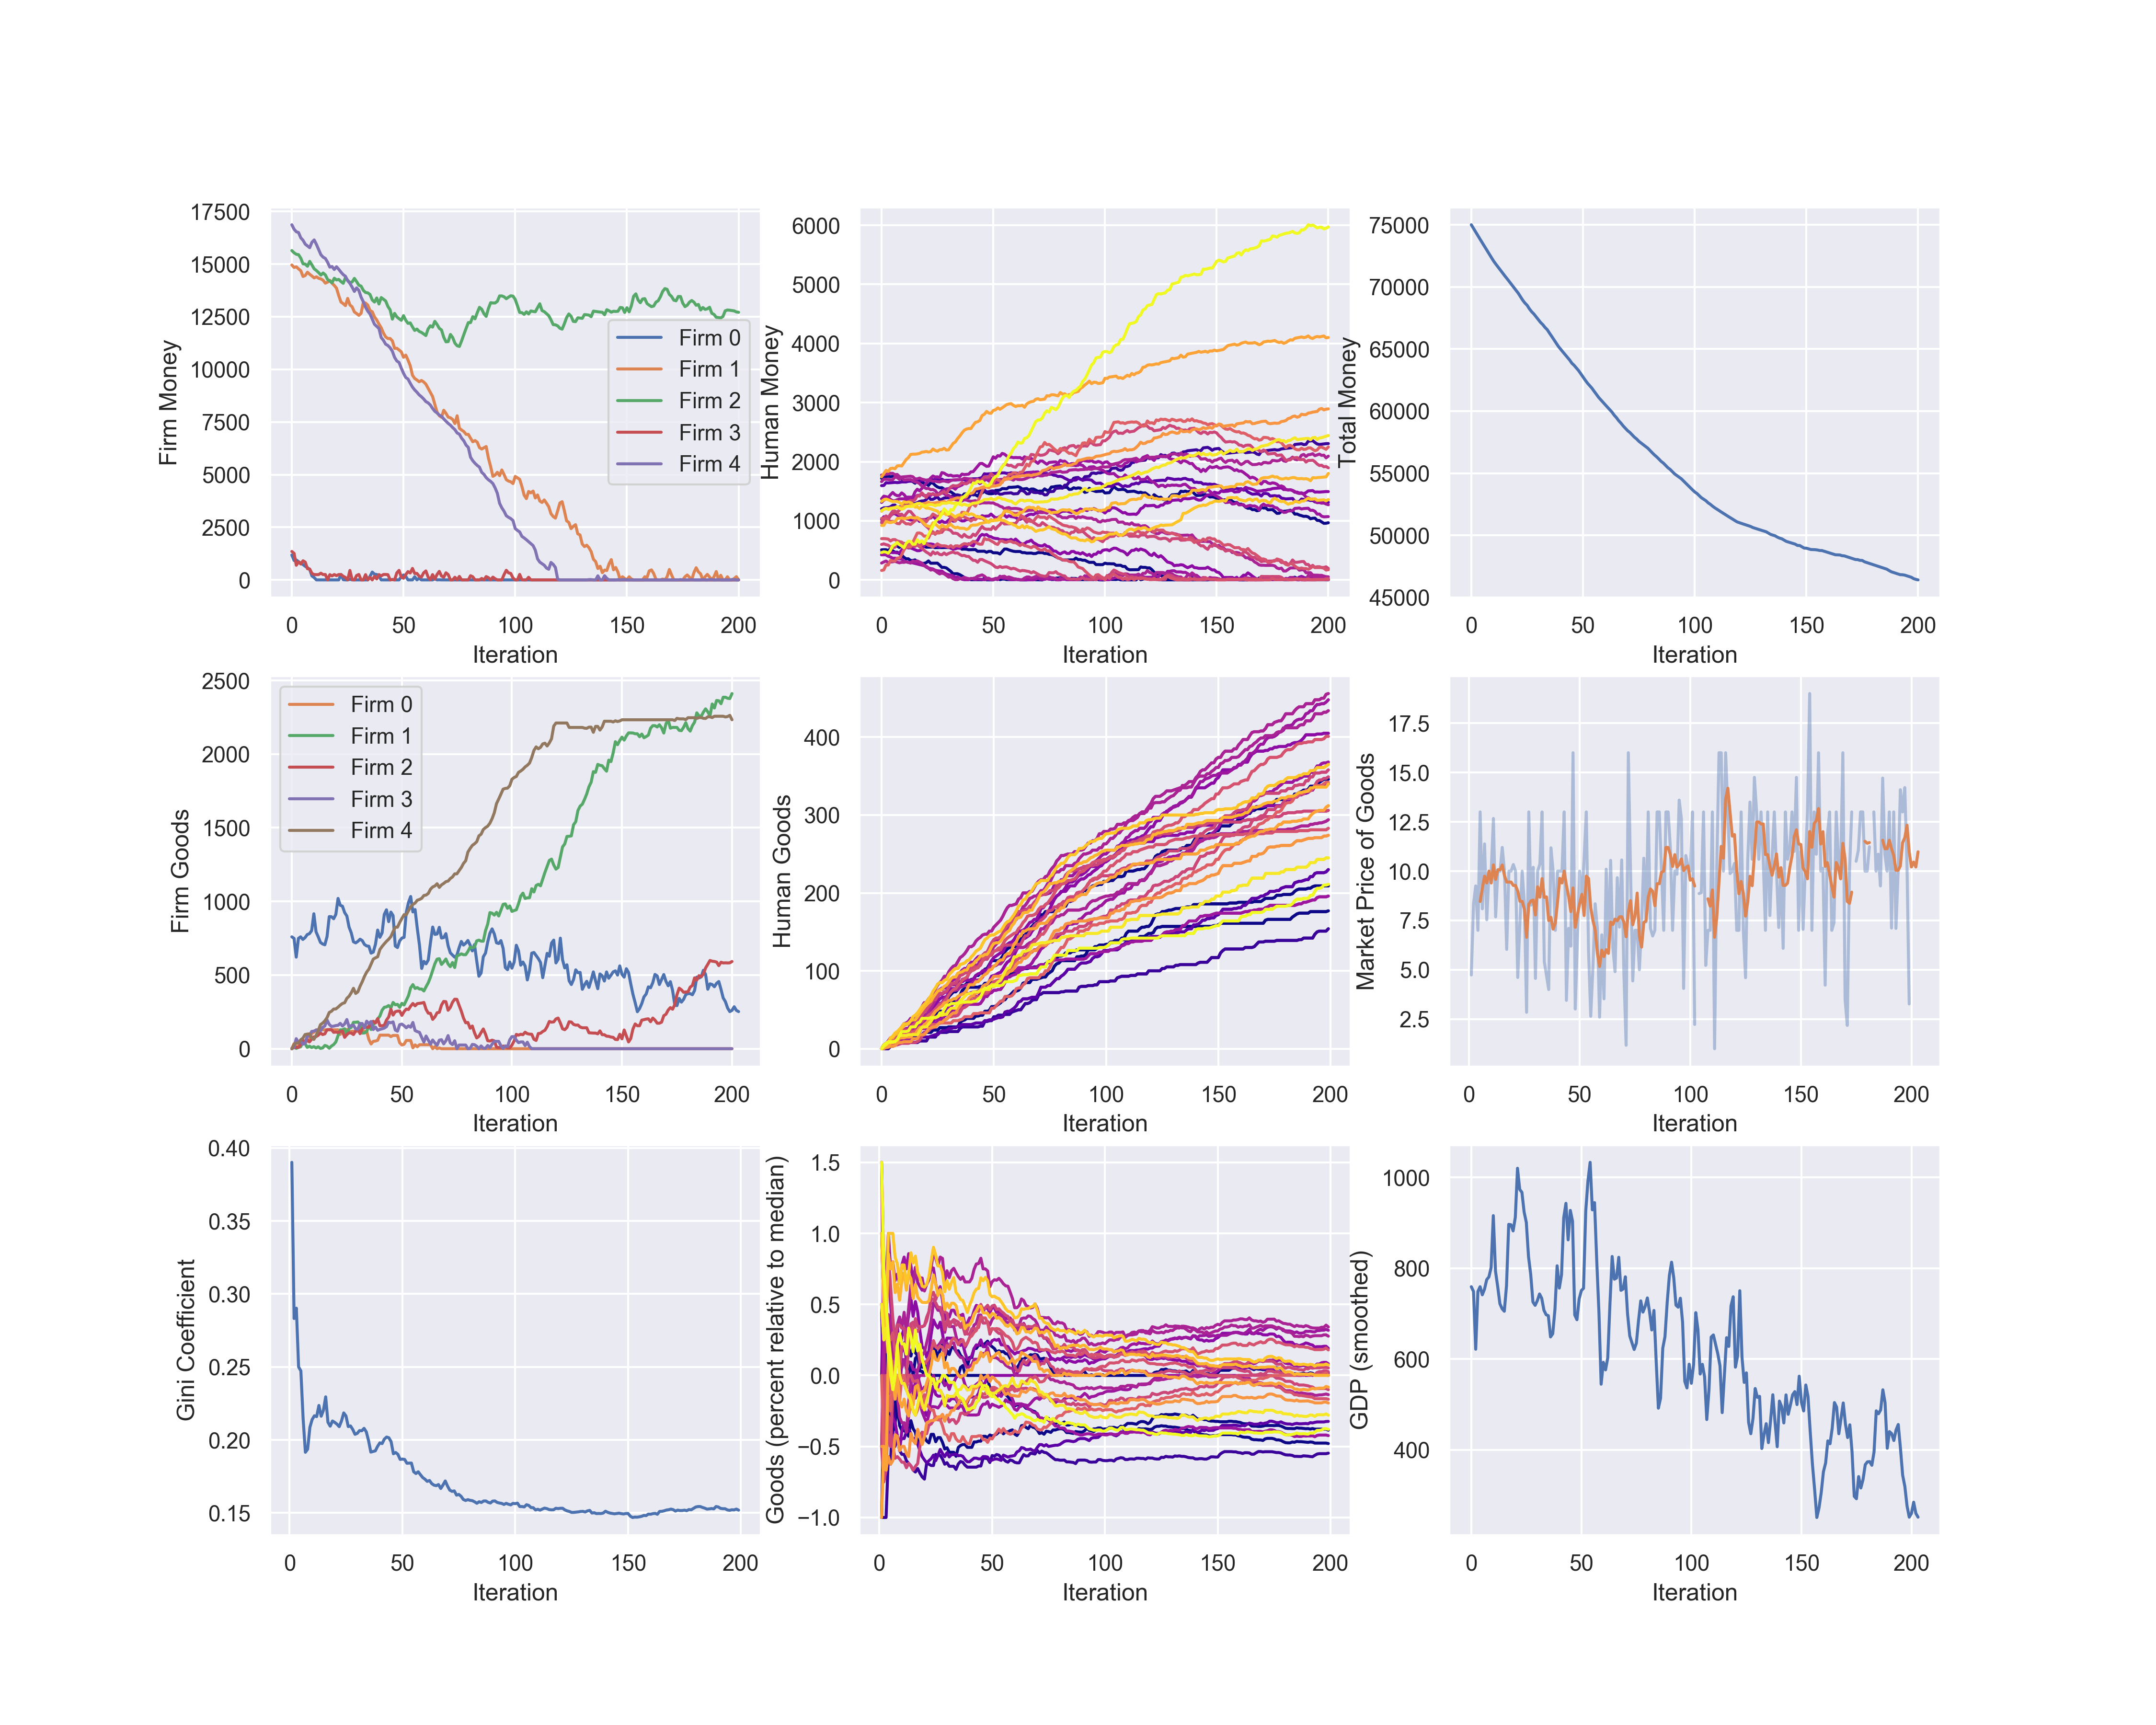 17500
15000
12500
10000
7500
5000
2500
0
Firm Money
Firm 0
Firm 1
Firm 2
Firm 3
Firm 4
0 50 100 150 200
Iteration
6000
5000
4000
3000
2000
1000
0
Human Money
0 50 100 150 200
Iteration
75000
70000
65000
60000
55000
50000
45000
Total Money
0 50 100 150 200
Iteration
2500
2000
1500
1000
500
0
Firm Goods
Firm 0
Firm 1
Firm 2
Firm 3
Firm 4
0 50 100 150 200
Iteration
400
300
200
100
0
Human Goods
0 50 100 150 200
Iteration
17.5
15.0
12.5
10.0
7.5
5.0
2.5
Market Price of Goods
0 50 100 150 200
Iteration
0.40
0.35
0.30
0.25
0.20
0.15
Gini Coefficient
0 50 100 150 200
Iteration
1.5
1.0
0.5
0.0
−0.5
−1.0
Goods (percent relative to median)
0 50 100 150 200
Iteration
1000
800
600
400
GDP (smoothed)
0 50 100 150 200
Iteration